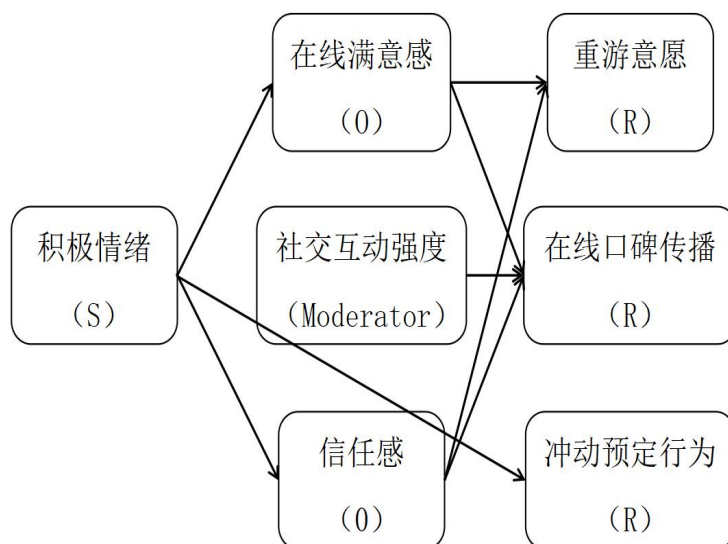 在线满意感
（O）
重游意愿
（R）
积极情绪
（S）
社交互动强度
（Moderator）
在线口碑传播
（R）
信任感
（O）
冲动预定行为
（R）